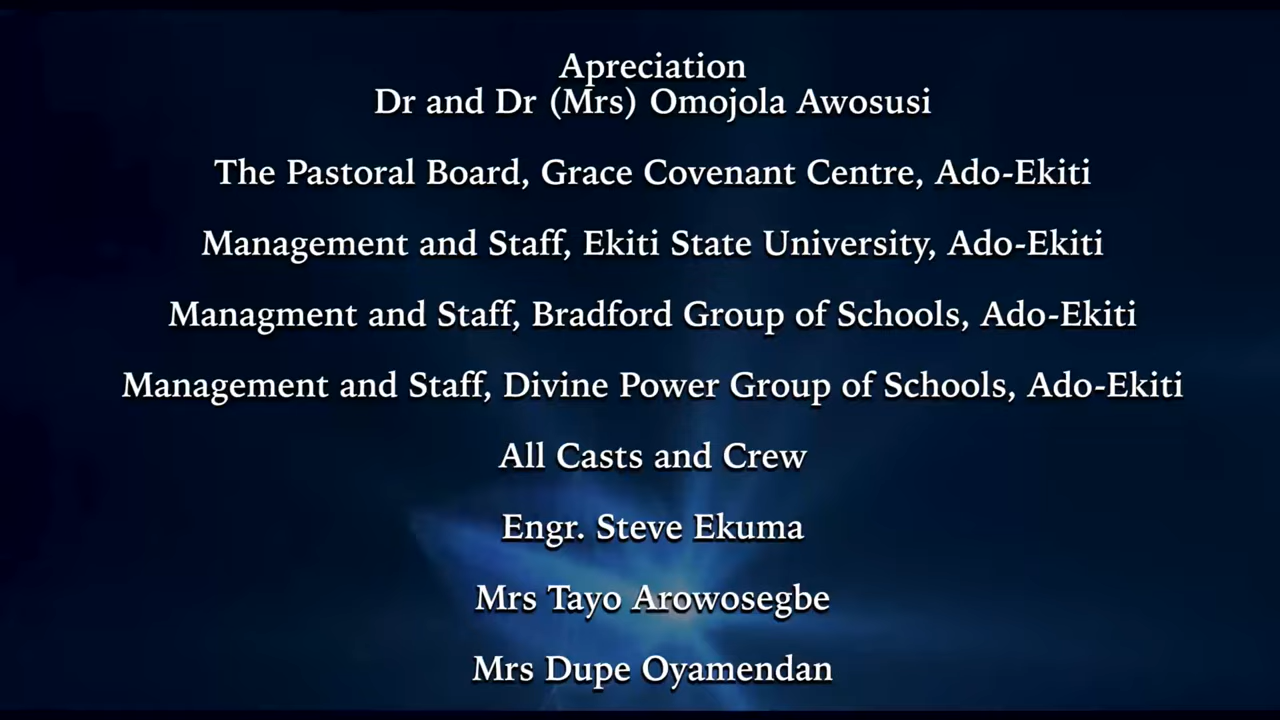 Apreciation
Dr and Dr (Mrs) Omojola Awosusi
The Pastoral Board, Grace Covenant Centre, Ado-Ekiti
Management and Staff, Ekiti State University, Ado-Ekiti
Managment and Staff, Bradford Group of Schools, Ado-Ekiti
Management and Staff, Divine Power Group of Schools, Ado-Ekiti
All Casts and Crew
Engr. Steve Ekuma
Mrs Tayo Arowosegbe
Mrs Dupe Oyamendan